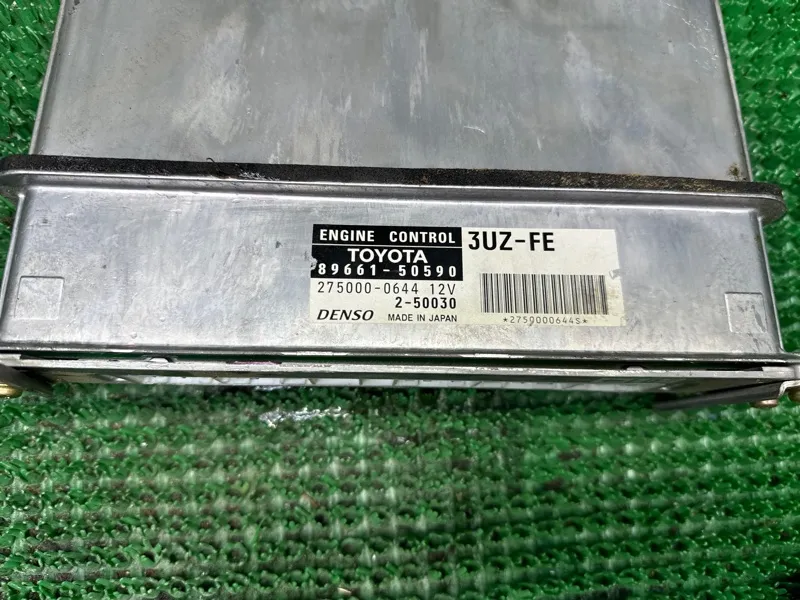 ENGINE CONTROL 3UZ-FE
TOYOTA
89661-50590
275000-0644 12V
2-50030
DENSO MADE IN JAPAN
*2750000644S*